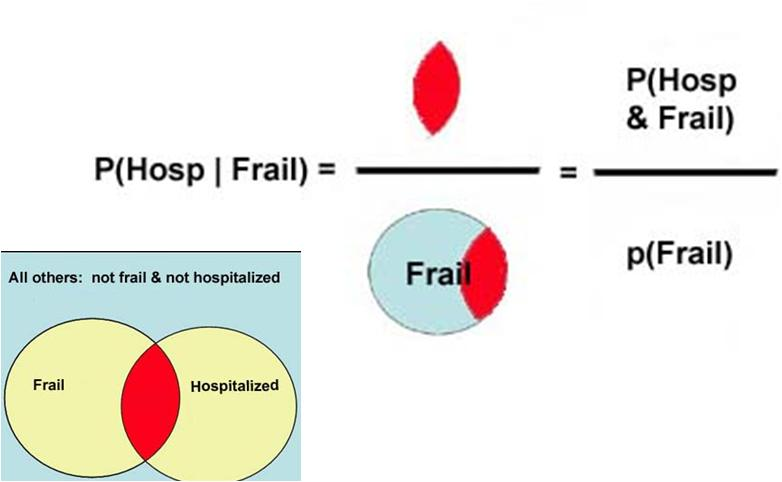 P(Hosp | Frail) =
=
P(Hosp
& Frail)
Frail
p(Frail)
All others:  not frail & not hospitalized
Frail
Hospitalized